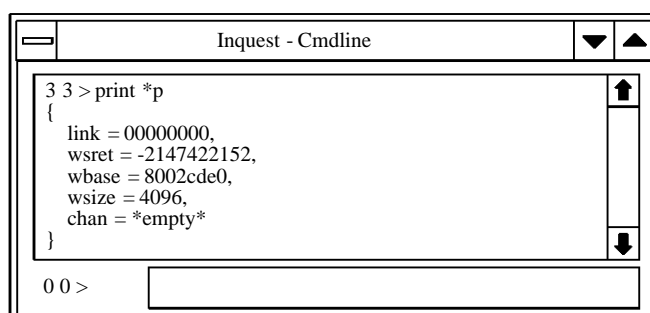 Inquest - Cmdline
3 3 > print *p
{
link = 00000000,
wsret = -2147422152,
wbase = 8002cde0,
wsize = 4096,
chan = *empty*
}
0 0 >